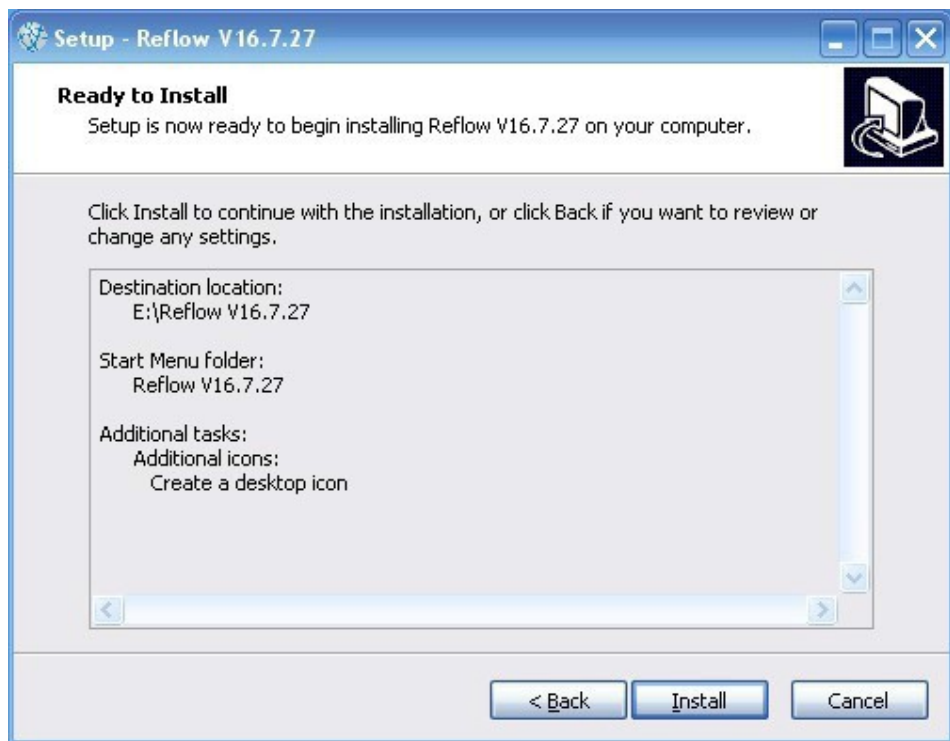 Setup - Reflow V16.7.27
Ready to Install
Setup is now ready to begin installing Reflow V16.7.27 on your computer.
Click Install to continue with the installation, or click Back if you want to review or
change any settings.
Destination location:
E:\Reflow V16.7.27
Start Menu folder:
Reflow V16.7.27
Additional tasks:
Additional icons:
Create a desktop icon
< Back
Install
Cancel